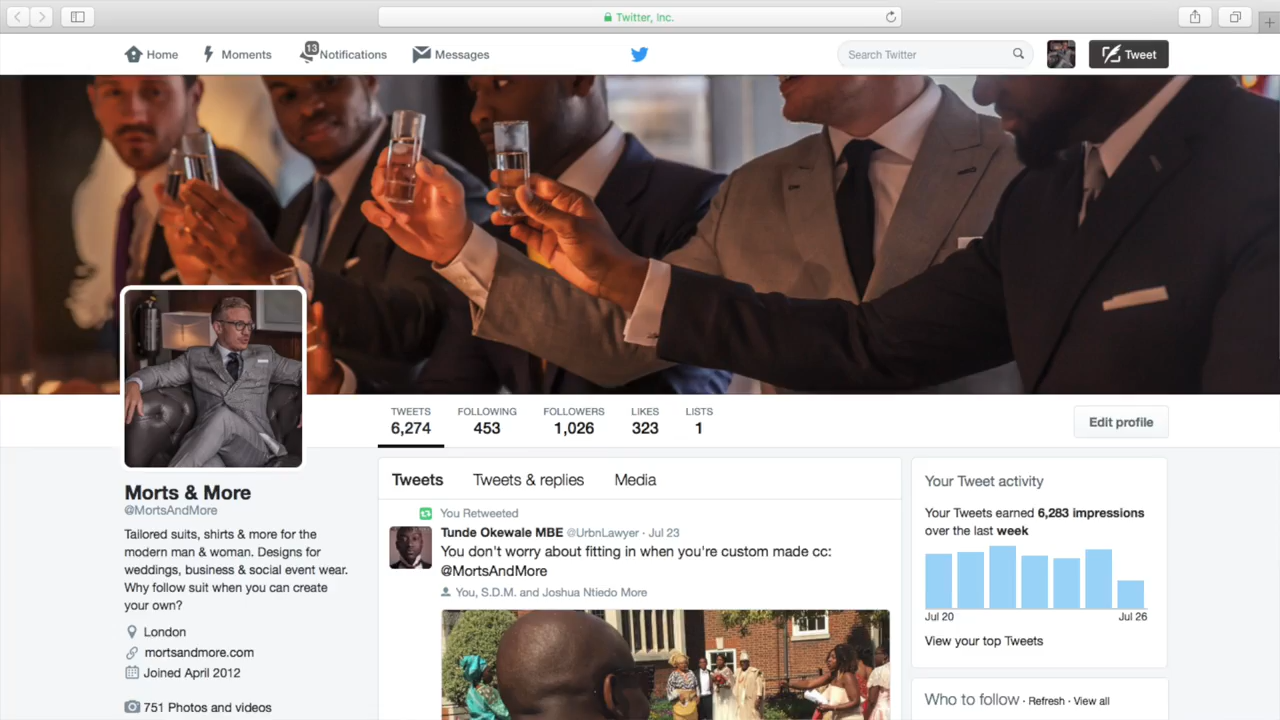 Twitter, Inc.
Home
Moments
13
Notifications
Messages
Search Twitter
Tweet
TWEETS
6,274
FOLLOWING
453
FOLLOWERS
1,026
LIKES
323
LISTS
1
Edit profile
Morts & More
@MortsAndMore
Tailored suits, shirts & more for the
modern man & woman. Designs for
weddings, business & social event wear.
Why follow suit when you can create
your own?
London
mortsandmore.com
Joined April 2012
751 Photos and videos
Tweets
Tweets & replies
Media
You Retweeted
Tunde Okewale MBE @UrbnLawyer · Jul 23
You don't worry about fitting in when you're custom made cc:
@MortsAndMore
You, S.D.M. and Joshua Ntiedo More
Your Tweet activity
Your Tweets earned 6,283 impressions
over the last week
Jul 20
Jul 26
View your top Tweets
Who to follow · Refresh · View all